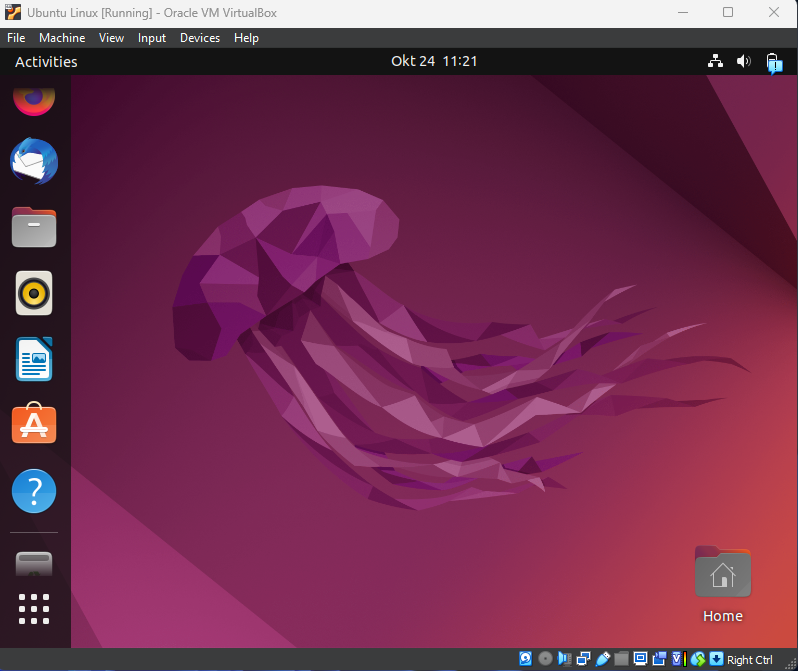 Ubuntu Linux [Running] - Oracle VM VirtualBox
File Machine View Input Devices Help
Activities Okt 24 11:21
?
Home
Right Ctrl